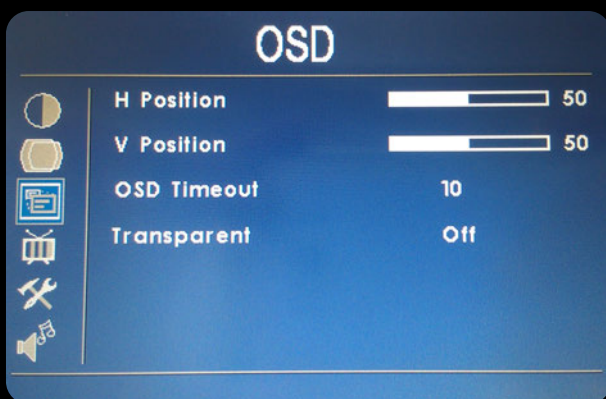 OSD
H Position 50
V Position 50
OSD Timeout 10
Transparent Off